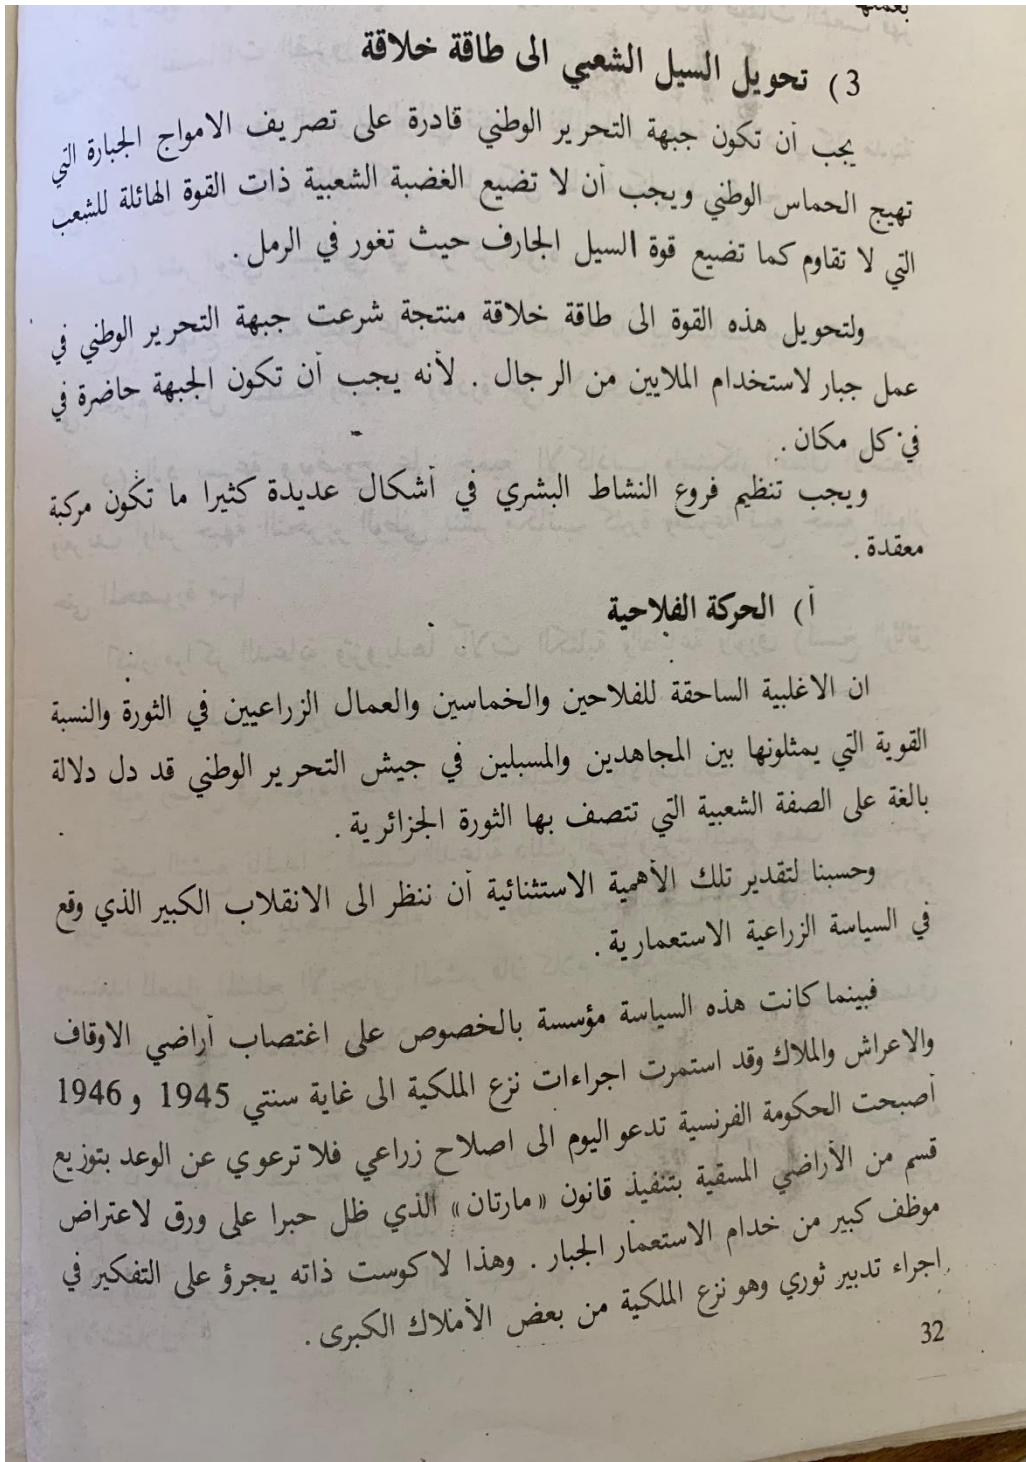 بعملها
3) تحويل السيل الشعبي الى طاقة خلاقة
يجب أن تكون جبهة التحرير الوطني قادرة على تصريف الامواج الجبارة التي
تهيج الحماس الوطني ويجب أن لا تضيع الغضبة الشعبية ذات القوة الهائلة للشعب
التي لا تقاوم كما تضيع قوة السيل الجارف حيث تغور في الرمل .
ولتحويل هذه القوة الى طاقة خلاقة منتجة شرعت جبهة التحرير الوطني في
عمل جبار لاستخدام الملايين من الرجال . لأنه يجب أن تكون الجبهة حاضرة في
في كل مكان .
ويجب تنظيم فروع النشاط البشري في أشكال عديدة كثيرا ما تكون مركبة
معقدة .
أ) الحركة الفلاحية
ان الاغلبية الساحقة للفلاحين والخماسين والعمال الزراعيين في الثورة والنسبة
القوية التي يمثلونها بين المجاهدين والمسبلين في جيش التحرير الوطني قد دل دلالة
بالغة على الصفة الشعبية التي تتصف بها الثورة الجزائرية .
وحسبنا لتقدير تلك الأهمية الاستثنائية أن ننظر الى الانقلاب الكبير الذي وقع
في السياسة الزراعية الاستعمارية .
فبينما كانت هذه السياسة مؤسسة بالخصوص على اغتصاب أراضي الاوقاف
والاعراش والملاك وقد استمرت اجراءات نزع الملكية الى غاية سنتي 1945 و 1946
أصبحت الحكومة الفرنسية تدعو اليوم الى اصلاح زراعي فلا ترعوي عن الوعد بتوزيع
قسم من الأراضي المسقية بتنفيذ قانون « مارتان » الذي ظل حبرا على ورق لاعتراض
موظف كبير من خدام الاستعمار الجبار . وهذا لاكوست ذاته يجرؤ على التفكير في
اجراء تدبير ثوري وهو نزع الملكية من بعض الأملاك الكبرى .
32